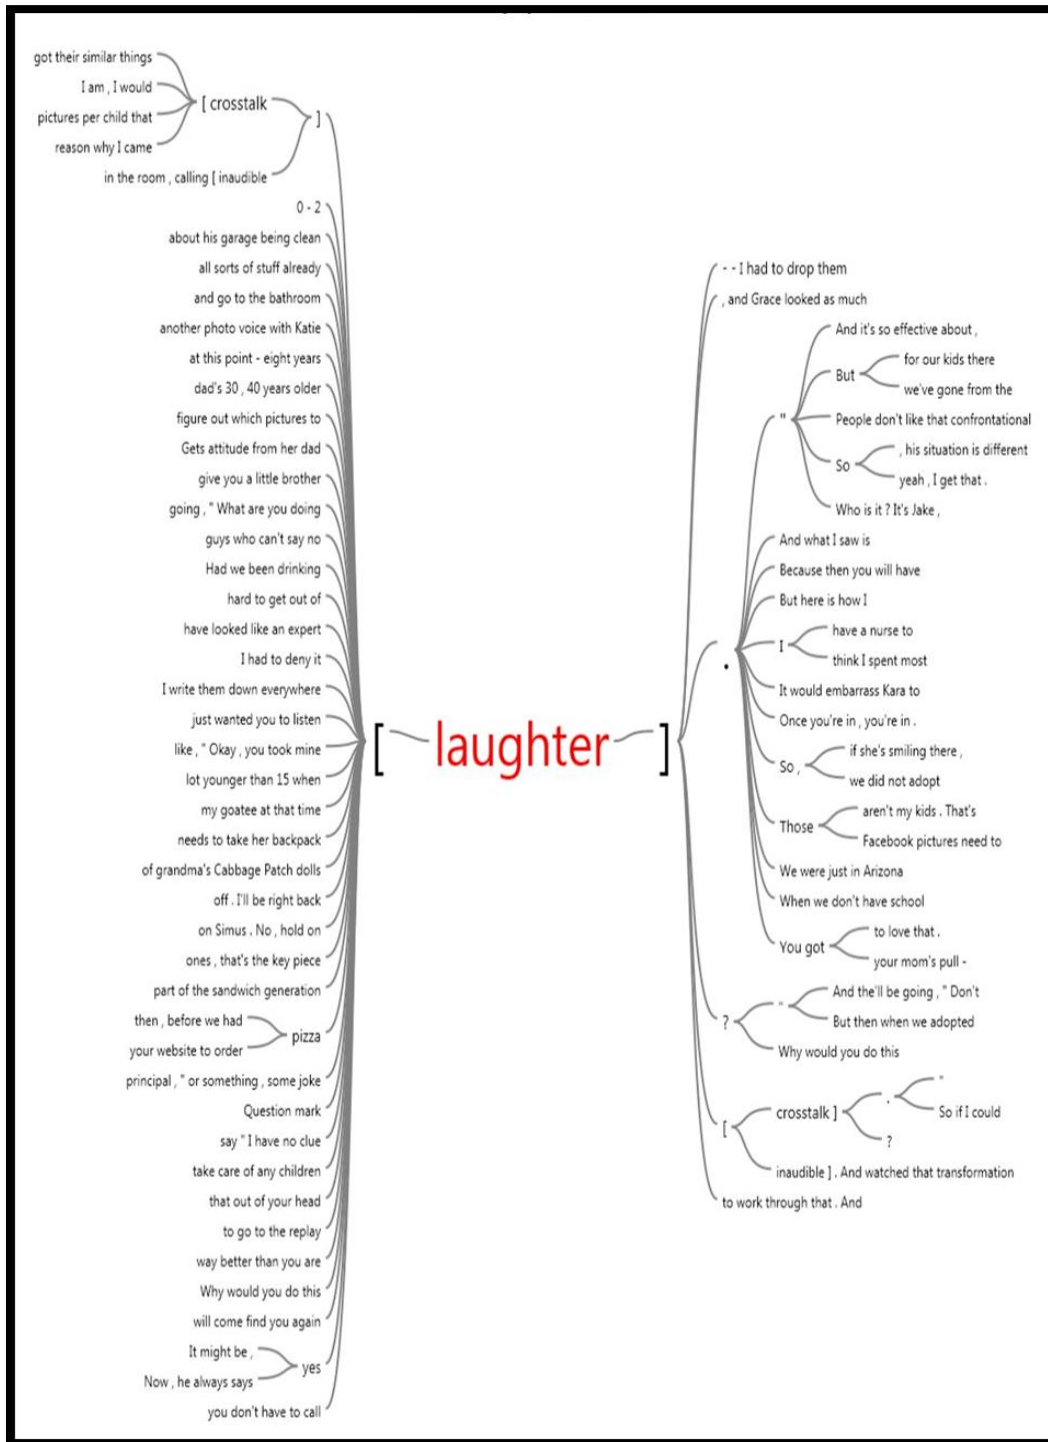 got their similar things
I am , I would
pictures per child that
reason why I came
[ crosstalk
]
in the room , calling [ inaudible
0 - 2
about his garage being clean
all sorts of stuff already
and go to the bathroom
another photo voice with Katie
at this point - eight years
dad's 30 , 40 years older
figure out which pictures to
Gets attitude from her dad
give you a little brother
going , " What are you doing
guys who can't say no
Had we been drinking
hard to get out of
have looked like an expert
I had to deny it
I write them down everywhere
just wanted you to listen
like , " Okay , you took mine
lot younger than 15 when
my goatee at that time
needs to take her backpack
of grandma's Cabbage Patch dolls
off . I'll be right back
on Simus . No , hold on
ones , that's the key piece
part of the sandwich generation
then , before we had
your website to order
pizza
principal , " or something , some joke
Question mark
say " I have no clue
take care of any children
that out of your head
to go to the replay
way better than you are
Why would you do this
will come find you again
It might be ,
Now , he always says
yes
you don't have to call
[ laughter ]
- - I had to drop them
, and Grace looked as much
.
"
And it's so effective about ,
But
for our kids there
we've gone from the
People don't like that confrontational
So
, his situation is different
yeah , I get that .
Who is it ? It's Jake ,
And what I saw is
Because then you will have
But here is how I
I
have a nurse to
think I spent most
It would embarrass Kara to
Once you're in , you're in .
So ,
if she's smiling there ,
we did not adopt
Those
aren't my kids . That's
Facebook pictures need to
We were just in Arizona
When we don't have school
You got
to love that .
your mom's pull -
?
"
And the'll be going , " Don't
But then when we adopted
Why would you do this
[
crosstalk ]
.
"
So if I could
?
inaudible ] . And watched that transformation
to work through that . And